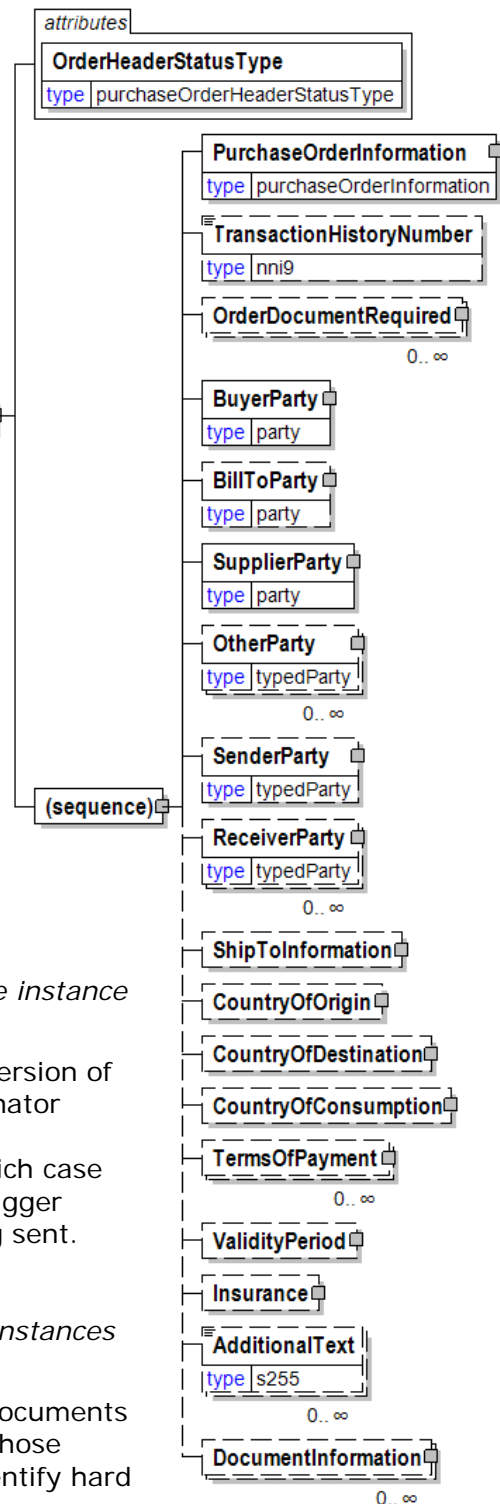 attributes
OrderHeaderStatusType
type purchaseOrderHeaderStatusType
PurchaseOrderInformation
type purchaseOrderInformation
TransactionHistoryNumber
type nni9
OrderDocumentRequired
0.. ∞
BuyerParty
type party
BillToParty
type party
SupplierParty
type party
OtherParty
type typedParty
0.. ∞
SenderParty
type typedParty
(sequence)
ReceiverParty
type typedParty
0.. ∞
ShipToInformation
CountryOfOrigin
CountryOfDestination
CountryOfConsumption
TermsOfPayment
0.. ∞
ValidityPeriod
Insurance
AdditionalText
type s255
0.. ∞
DocumentInformation
0.. ∞
instance
ersion of
nator
ich case
gger
sent.
nstances
ocuments
hose
entify hard